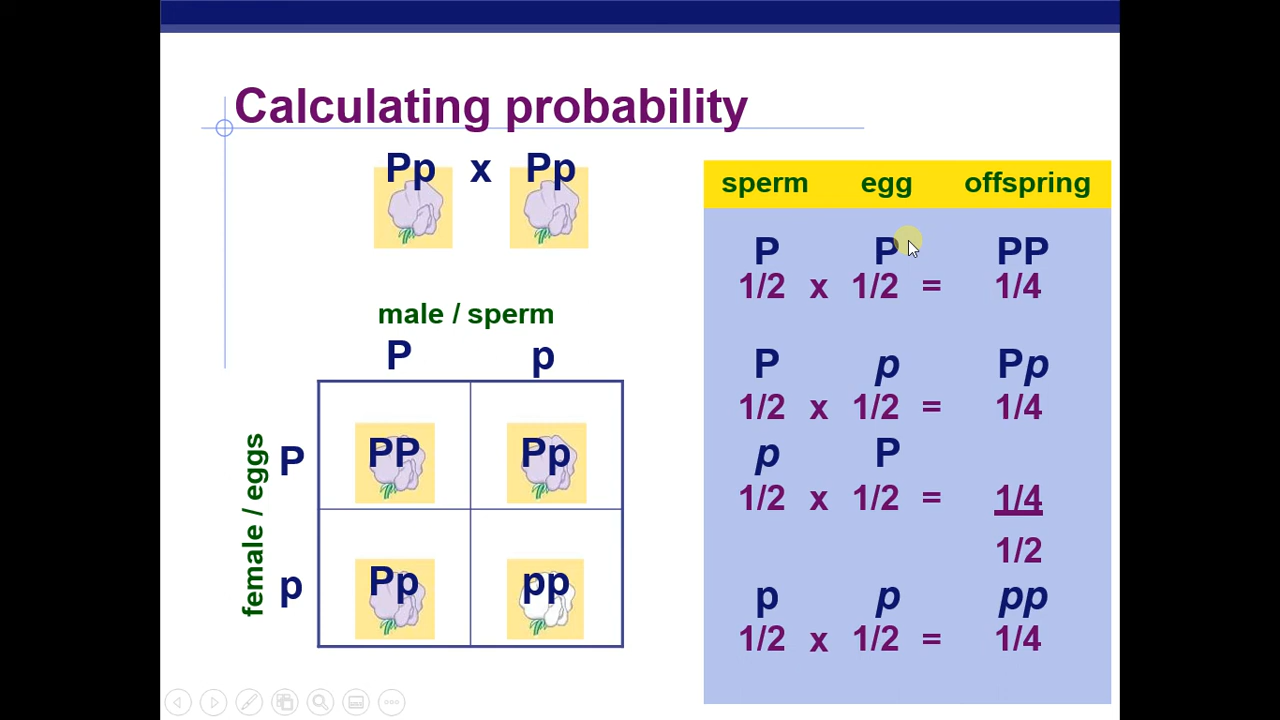 Calculating probability
Pp x Pp
male / sperm
P p
female / eggs
P PP Pp
p Pp pp
sperm egg offspring
P P PP
1/2 x 1/2 = 1/4
P p Pp
1/2 x 1/2 = 1/4
p P
1/2 x 1/2 = 1/4
1/2
p p pp
1/2 x 1/2 = 1/4